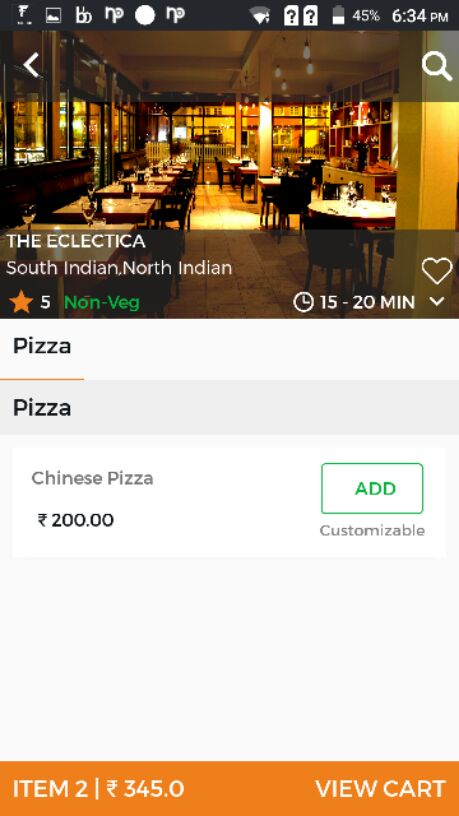 45% 6:34 PM
THE ECLECTICA
South Indian,North Indian
5 Non-Veg 15 - 20 MIN
Pizza
Pizza
Chinese Pizza
ADD
₹ 200.00
Customizable
ITEM 2 | ₹ 345.0 VIEW CART